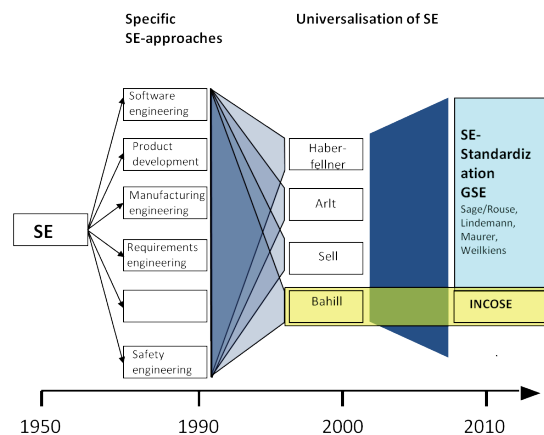 Specific
SE-approaches
Universalisation of SE
Software
engineering
Product
development
Manufacturing
engineering
Requirements
engineering
Safety
engineering
SE
Haber-
fellner
Arlt
Sell
Bahill
SE-
Standardiz
ation
GSE
Sage/Rouse,
Lindemann,
Maurer,
Weilkiens
INCOSE
1950
1990
2000
2010